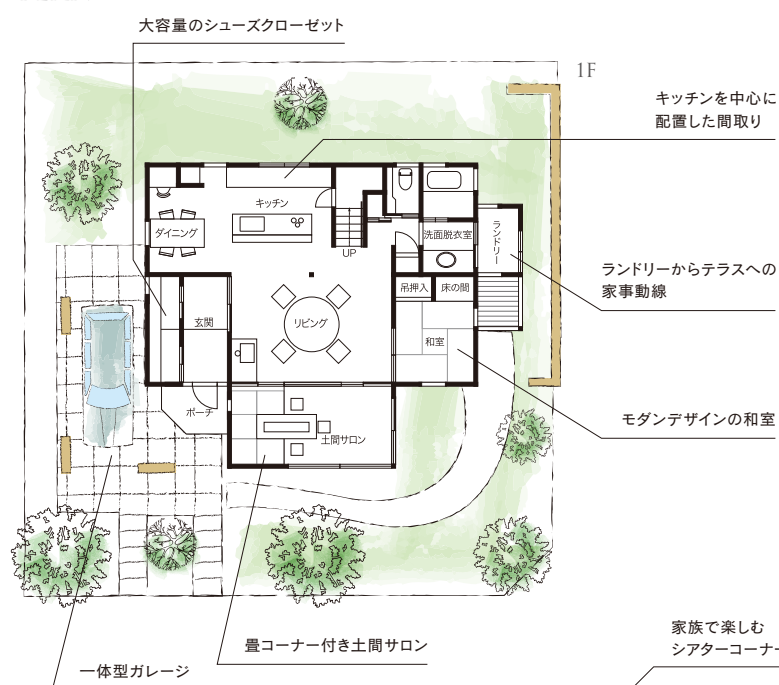 大容量のシューズクローゼット
1F
キッチンを中心に
配置した間取り
キッチン
ダイニング
UP
洗面脱衣室
ランドリー
ランドリーからテラスへの
家事動線
吊押入
床の間
玄関
リビング
和室
ポーチ
土間サロン
モダンデザインの和室
畳コーナー付き土間サロン
一体型ガレージ
家族で楽しむ
シアターコーナー